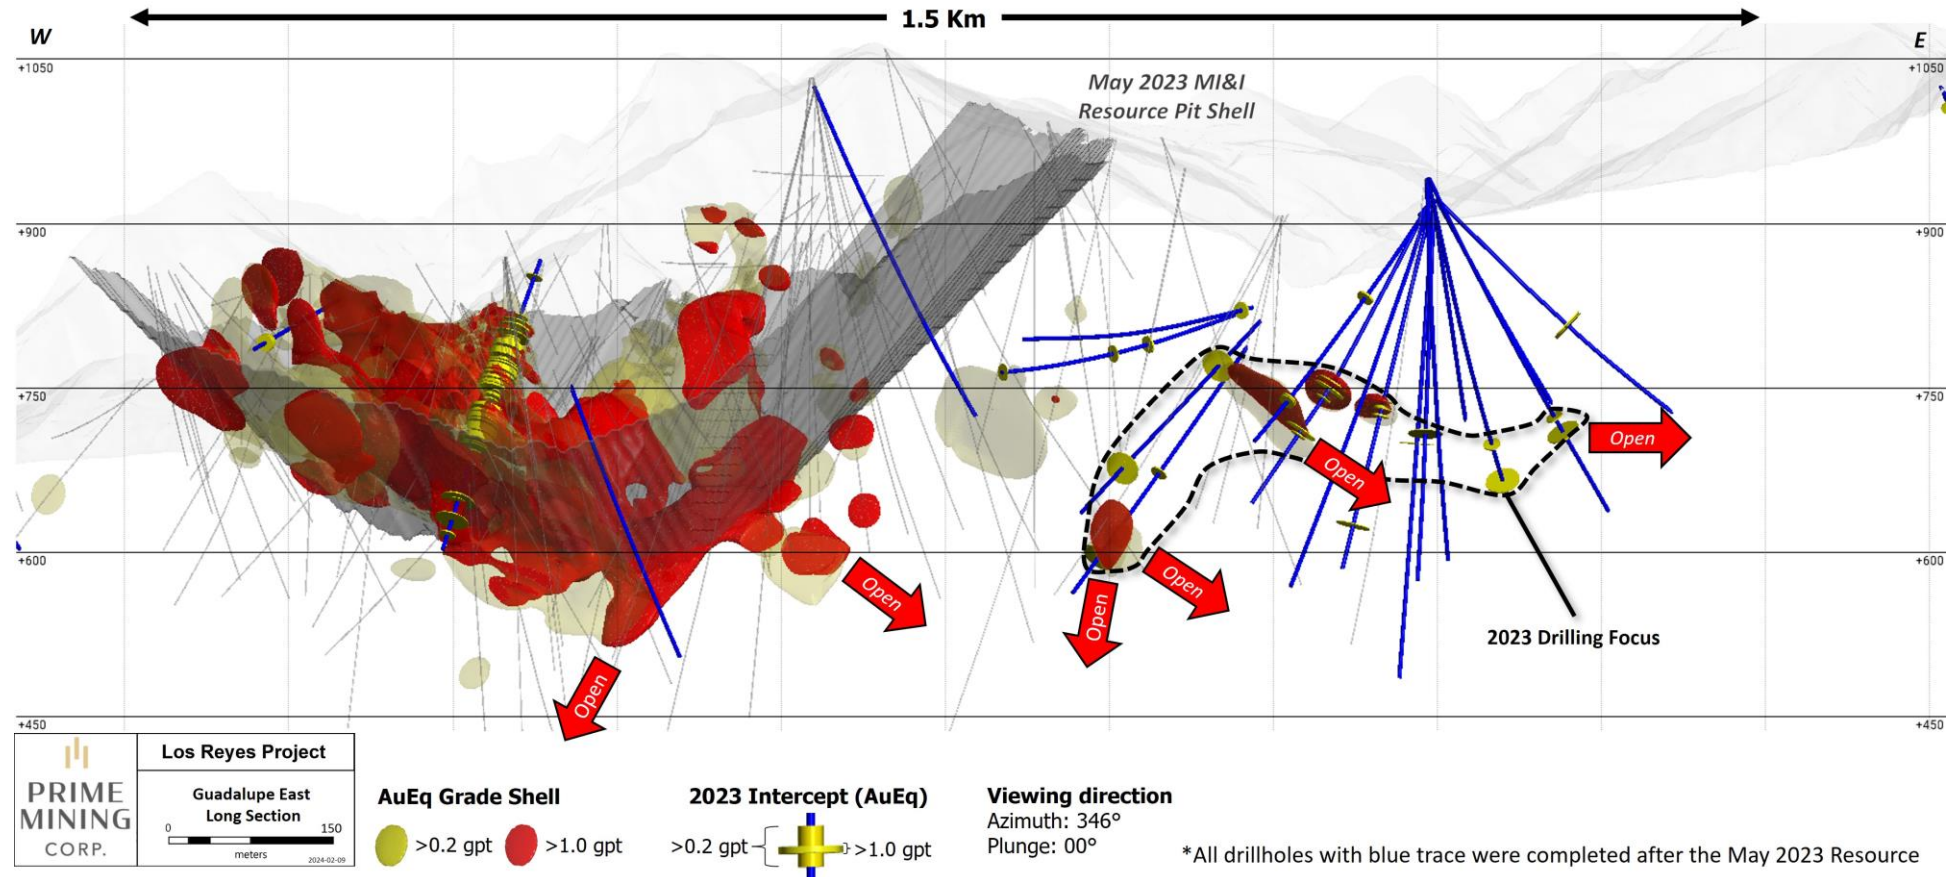 1.5 Km
W
E
+1050
+1050
May 2023 MI&I
Resource Pit Shell
+900
+900
+750
+750
Open
Open
+600
+600
Open
Open
Open
Open
2023 Drilling Focus
+450
+450
PRIME
MINING
CORP.
Los Reyes Project
Guadalupe East
Long Section
0 150
meters
2024-02-09
AuEq Grade Shell
>0.2 gpt >1.0 gpt
2023 Intercept (AuEq)
>0.2 gpt >1.0 gpt
Viewing direction
Azimuth: 346°
Plunge: 00°
*All drillholes with blue trace were completed after the May 2023 Resource